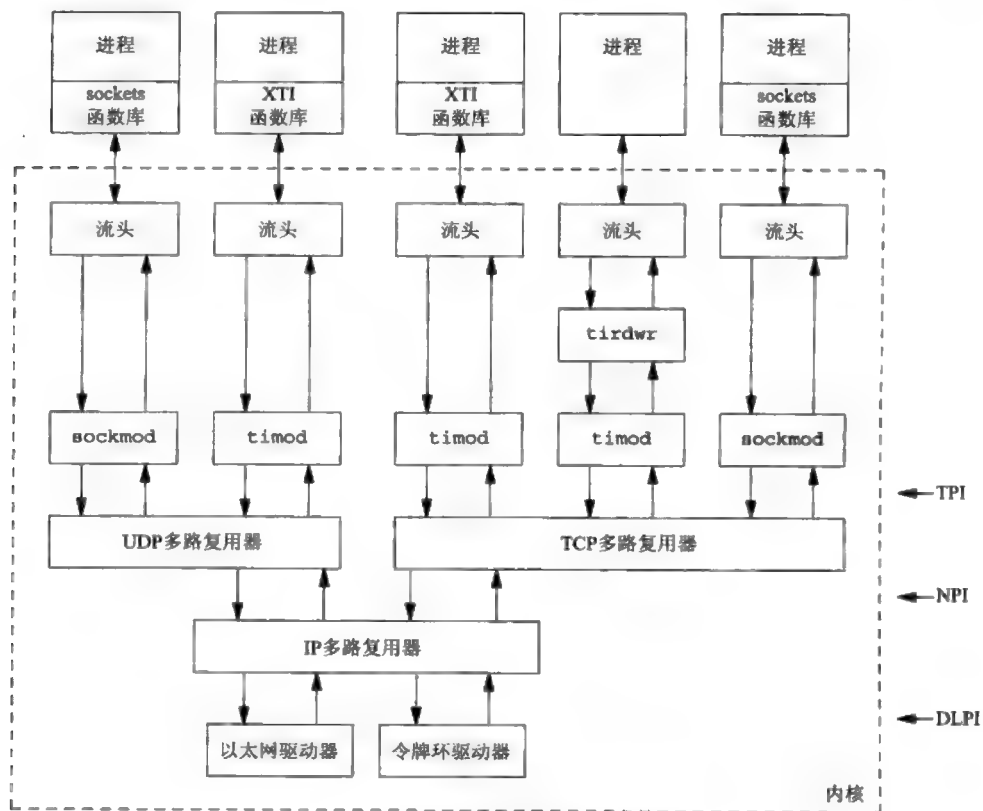 进程
进程
进程
进程
进程
sockets
函数库
XTI
函数库
XTI
函数库
sockets
函数库
流头
流头
流头
流头
流头
tirdwr
sockmod
timod
timod
timod
sockmod
TPI
UDP多路复用器
TCP多路复用器
NPI
IP多路复用器
DLPI
以太网驱动器
令牌环驱动器
内核